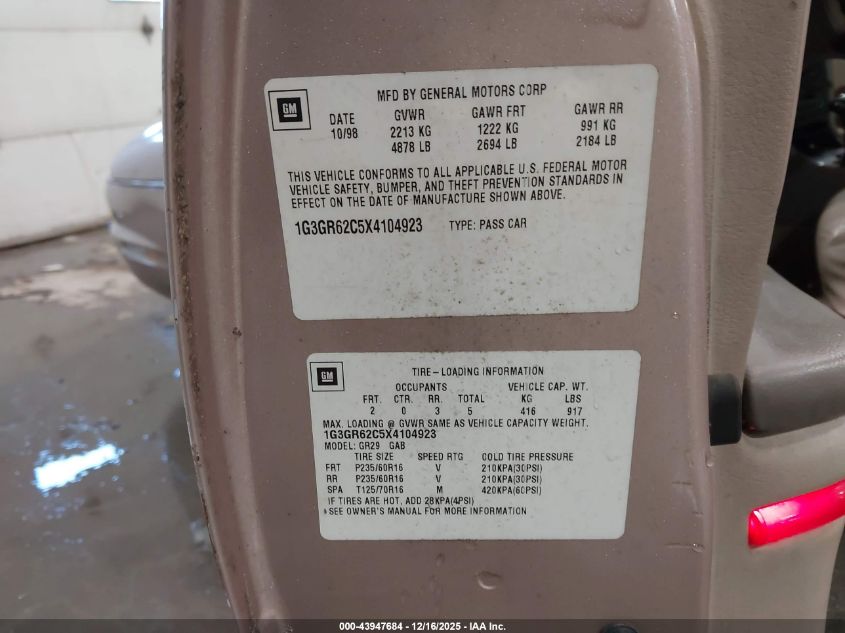 GM
MFD BY GENERAL MOTORS CORP
DATE GVWR GAWR FRT GAWR RR
10/98 2213 KG 1222 KG 991 KG
4878 LB 2694 LB 2184 LB
THIS VEHICLE CONFORMS TO ALL APPLICABLE U.S. FEDERAL MOTOR
VEHICLE SAFETY, BUMPER, AND THEFT PREVENTION STANDARDS IN
EFFECT ON THE DATE OF MANUFACTURE SHOWN ABOVE.
1G3GR62C5X4104923 TYPE: PASS CAR
GM
TIRE-LOADING INFORMATION
OCCUPANTS VEHICLE CAP. WT.
FRT. CTR. RR. TOTAL KG LBS
2 0 3 5 416 917
MAX. LOADING @ GVWR SAME AS VEHICLE CAPACITY WEIGHT.
1G3GR62C5X4104923
MODEL: GR29 GAB
TIRE SIZE SPEED RTG COLD TIRE PRESSURE
FRT P235/60R16 V 210KPA(30PSI)
RR P235/60R16 V 210KPA(30PSI)
SPA T125/70R16 M 420KPA(60PSI)
IF TIRES ARE HOT, ADD 28KPA(4PSI)
*SEE OWNER'S MANUAL FOR MORE INFORMATION
000-43947684 - 12/16/2025 - IAA Inc.